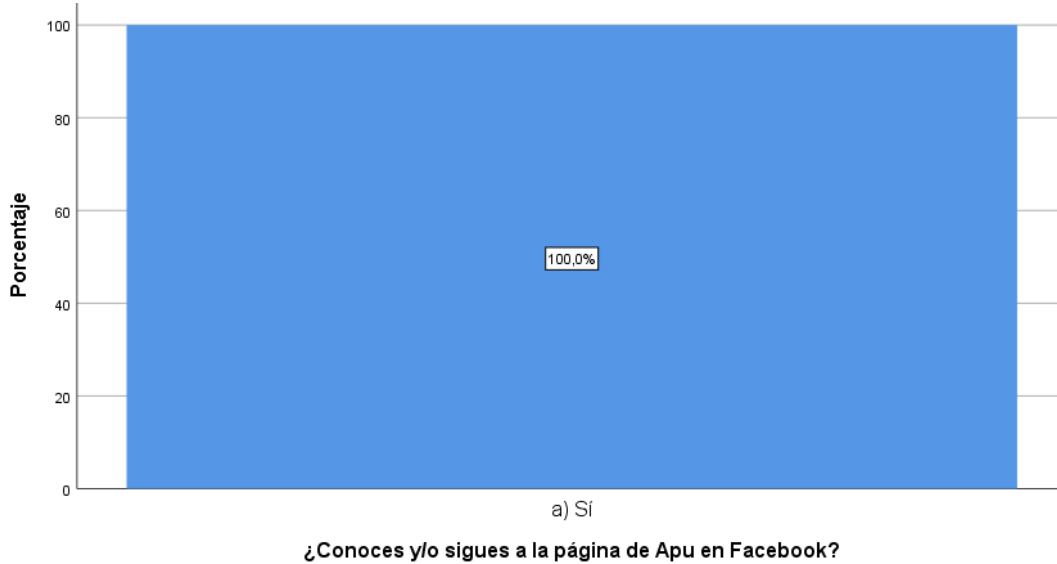 Porcentaje
100
80
60
40
20
0
100,0%
a) Sí
¿Conoces y/o sigues a la página de Apu en Facebook?